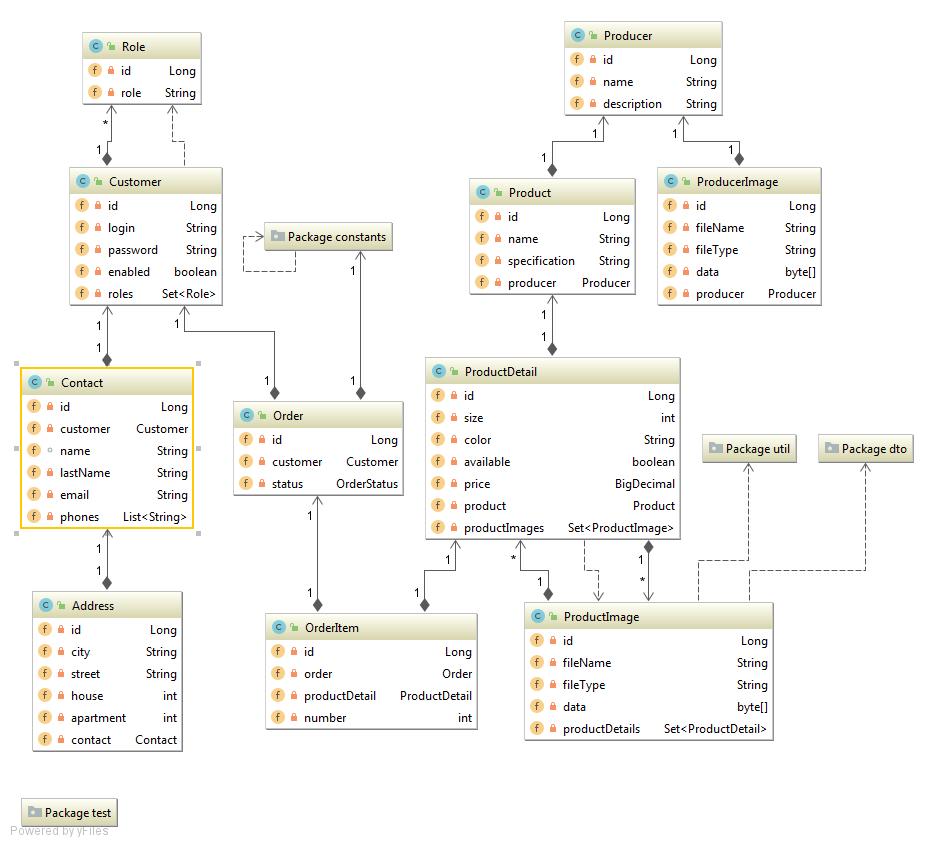 Role
id Long
role String
Producer
id Long
name String
description String
*
1
1
1
1
1
Customer
id Long
login String
password String
enabled boolean
roles Set<Role>
Product
id Long
name String
specification String
producer Producer
ProducerImage
id Long
fileName String
fileType String
data byte[]
producer Producer
Package constants
1
1
1
1
1
1
1
1
Contact
id Long
customer Customer
name String
lastName String
email String
phones List<String>
Order
id Long
customer Customer
status OrderStatus
ProductDetail
id Long
size int
color String
available boolean
price BigDecimal
product Product
productImages Set<ProductImage>
Package util
Package dto
1
1
1
1
1
1
*
1
1
*
Address
id Long
city String
street String
house int
apartment int
contact Contact
OrderItem
id Long
order Order
productDetail ProductDetail
number int
ProductImage
id Long
fileName String
fileType String
data byte[]
productDetails Set<ProductDetail>
Package test
Powered by yFiles